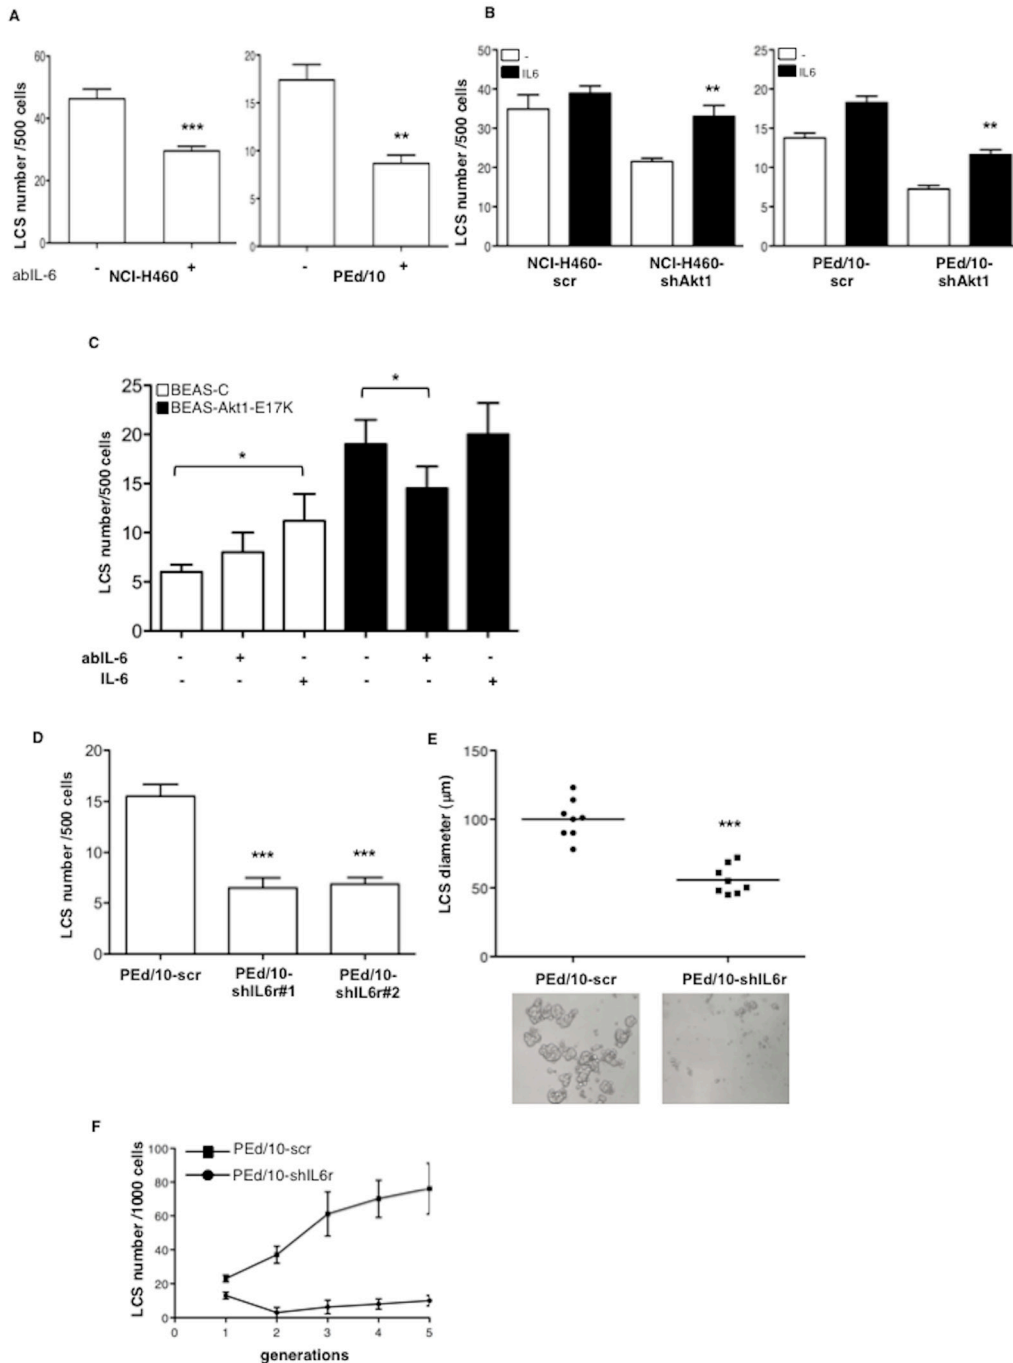 A
LCS number /500 cells
60
40
20
0
***
- +
abIL-6 NCI-H460
20
15
10
5
0
**
- +
PEd/10
B
LCS number /500 cells
50
40
30
20
10
0
-
IL6
**
NCI-H460-
scr
NCI-H460-
shAkt1
25
20
15
10
5
0
-
IL6
**
PEd/10-
scr
PEd/10-
shAkt1
C
LCS number/500 cells
25
20
15
10
5
0
BEAS-C
BEAS-Akt1-E17K
*
*
abIL-6 - + - - + -
IL-6 - - + - - +
D
LCS number /500 cells
20
15
10
5
0
***
***
PEd/10-scr
PEd/10-
shIL6r#1
PEd/10-
shIL6r#2
E
LCS diameter (µm)
150
100
50
0
***
PEd/10-scr
PEd/10-shIL6r
F
LCS number /1000 cells
100
80
60
40
20
0
PEd/10-scr
PEd/10-shIL6r
0 1 2 3 4 5
generations